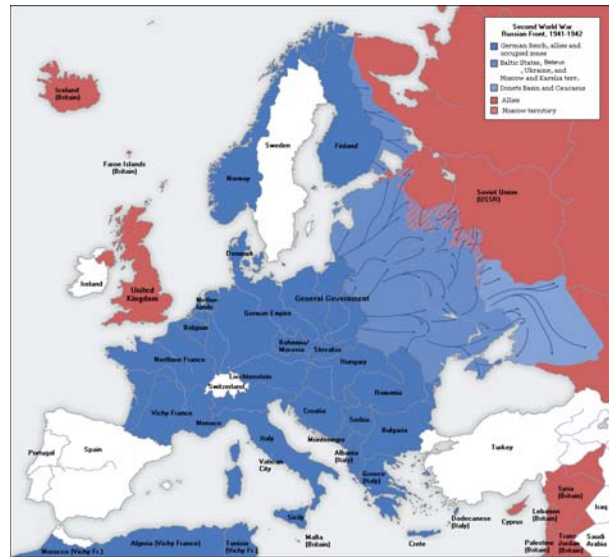 Second World War
Russian Front, 1941-1942
German Reich, allies and
occupied zones
Baltic States, Beleus
, Ukraine, and
Moscow and Karelia terr.
Donets Basin and Caucasus
Allies
Moscow territory
Iceland
(Britain)
Faroe Islands
(Britain)
Sweden
Finland
Norway
Soviet Union
(USSR)
Denmark
Ireland
United
Kingdom
Nether-
lands
General Government
German Empire
Belgium
Bohemia/
Moravia
Slovakia
Northern France
Hungary
Liechtenstein
Switzerland
Romania
Vichy France
Croatia
Serbia
Monaco
Italy
Montenegro
Bulgaria
Portugal
Spain
Vatican
City
Albania
(Italy)
Turkey
Greece
(Italy)
Sicily
Syria
(Britain)
Iraq
Dodecanese (Italy)
Cyprus
Lebanon
(Britain)
Morocco (Vichy Fr.)
Algeria (Vichy France)
Tunisia
(Vichy Fr.)
Malta
(Britain)
Crete
Palestine
(Britain)
Trans-
Jordan
(Britain)
Saudi
Arabia